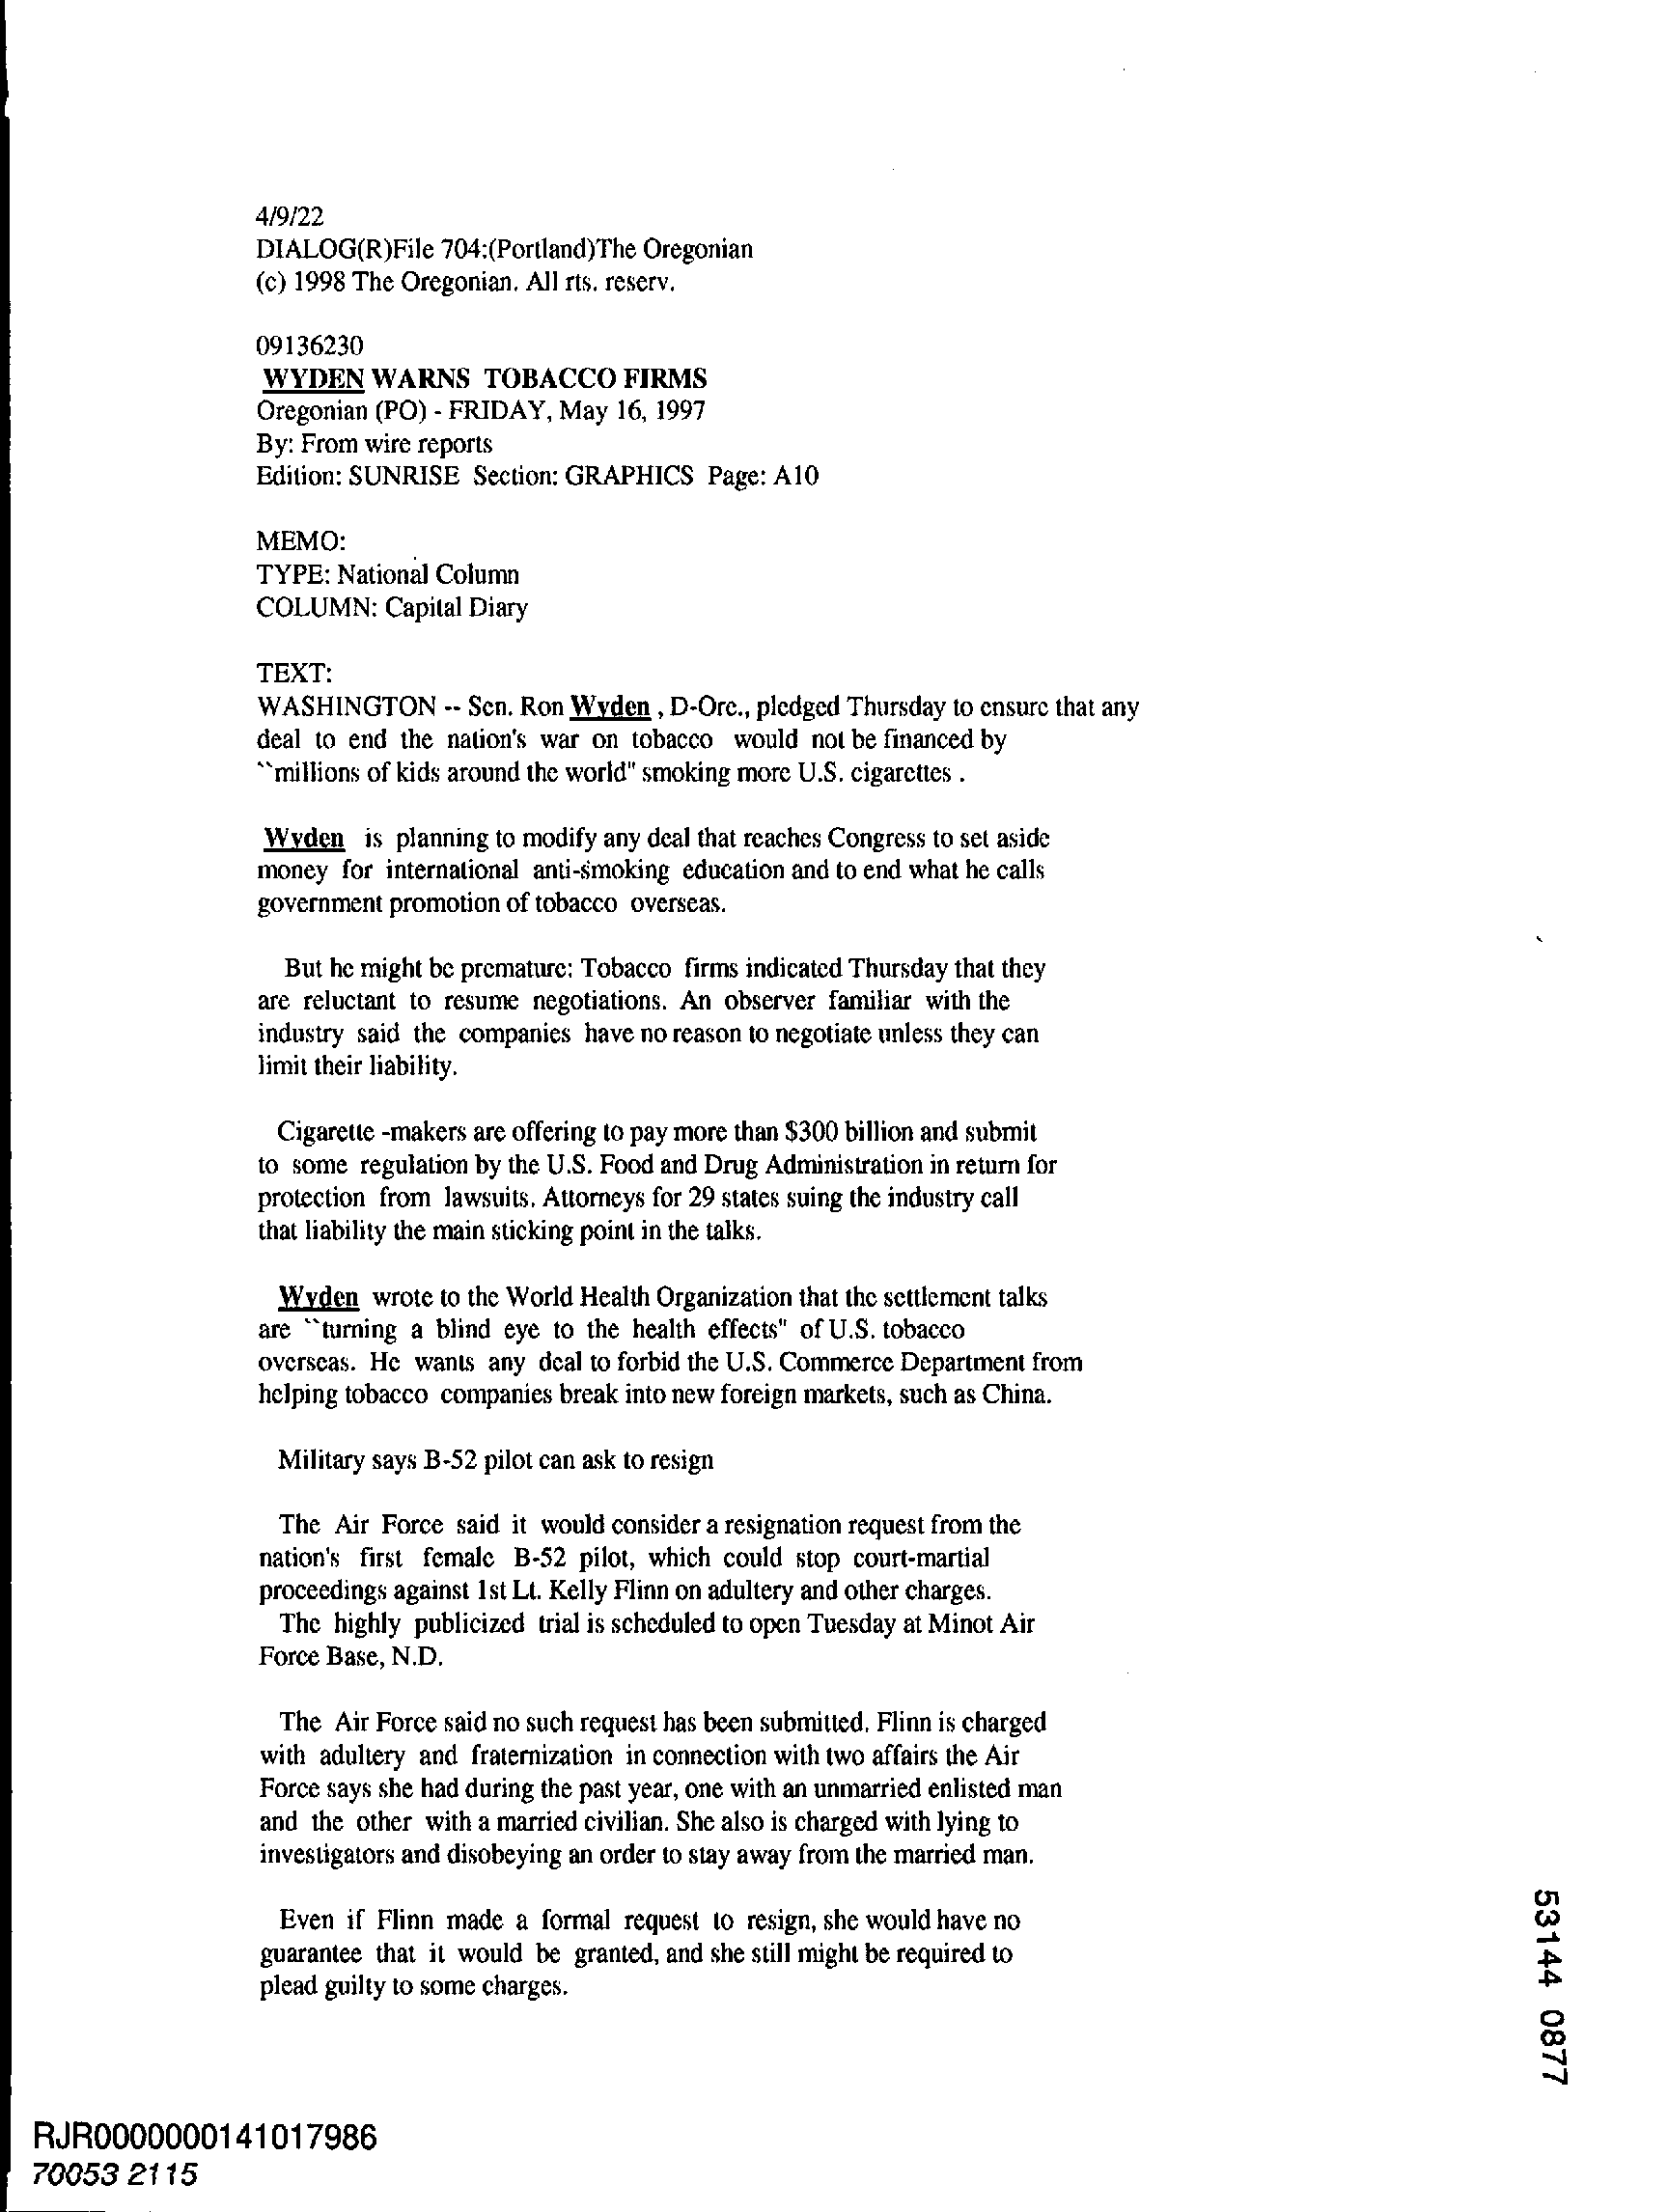 4/9/22
DIALOG(R)File 704:(Portland)The Oregonian
(c) 1998 The Oregonian. All rts. reserv.
09136230
WYDEN WARNS TOBACCO FIRMS
Oregonian (PO) - FRIDAY, May 16, 1997
By: From wire reports
Edition: SUNRISE Section: GRAPHICS Page: A10
MEMO:
TYPE: National Column
COLUMN: Capital Diary
TEXT:
WASHINGTON -- Sen. Ron Wyden , D-Ore., pledged Thursday to ensure that any
deal to end the nation's war on tobacco would not be financed by
``millions of kids around the world" smoking more U.S. cigarettes .
Wyden is planning to modify any deal that reaches Congress to set aside
money for international anti-smoking education and to end what he calls
government promotion of tobacco overseas.
But he might be premature: Tobacco firms indicated Thursday that they
are reluctant to resume negotiations. An observer familiar with the
industry said the companies have no reason to negotiate unless they can
limit their liability.
Cigarette -makers are offering to pay more than $300 billion and submit
to some regulation by the U.S. Food and Drug Administration in return for
protection from lawsuits. Attorneys for 29 states suing the industry call
that liability the main sticking point in the talks.
Wyden wrote to the World Health Organization that the settlement talks
are ``turning a blind eye to the health effects" of U.S. tobacco
overseas. He wants any deal to forbid the U.S. Commerce Department from
helping tobacco companies break into new foreign markets, such as China.
Military says B-52 pilot can ask to resign
The Air Force said it would consider a resignation request from the
nation's first female B-52 pilot, which could stop court-martial
proceedings against 1st Lt. Kelly Flinn on adultery and other charges.
The highly publicized trial is scheduled to open Tuesday at Minot Air
Force Base, N.D.
The Air Force said no such request has been submitted. Flinn is charged
with adultery and fraternization in connection with two affairs the Air
Force says she had during the past year, one with an unmarried enlisted man
and the other with a married civilian. She also is charged with lying to
investigators and disobeying an order to stay away from the married man.
Even if Flinn made a formal request to resign, she would have no
guarantee that it would be granted, and she still might be required to
plead guilty to some charges.
53144 0877
RJR0000000141017986
70053 2115